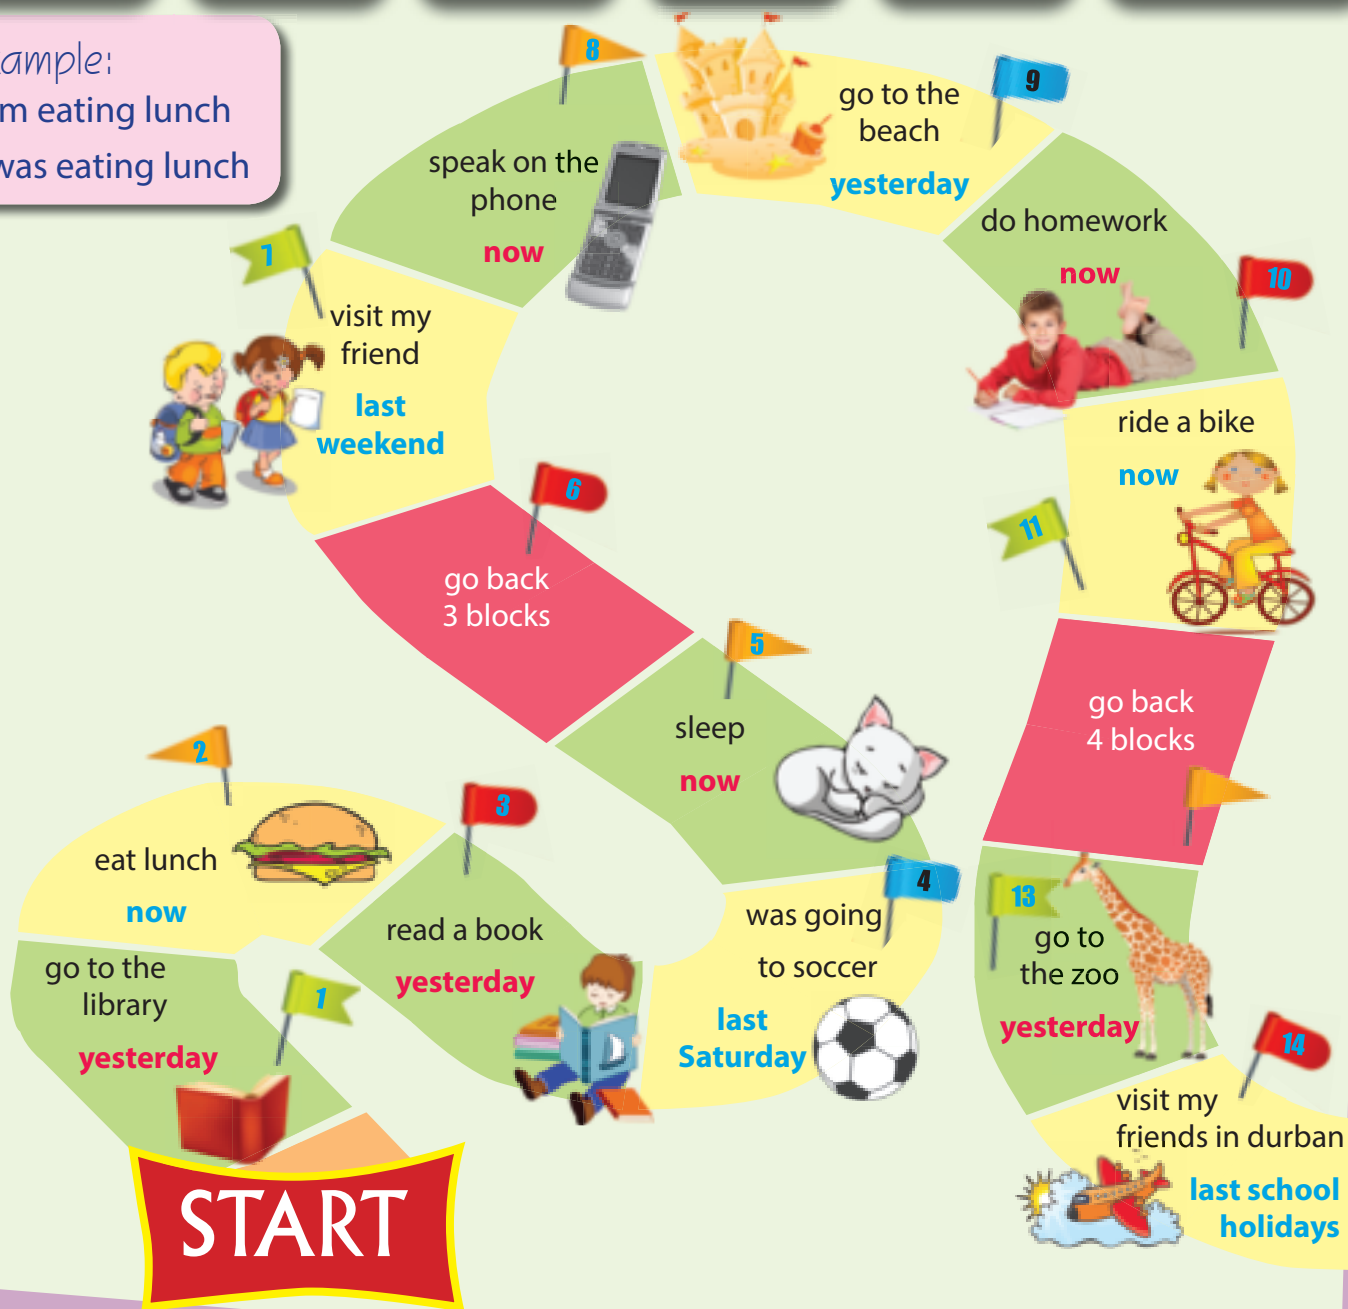 ample:
m eating lunch
was eating lunch
START
1
go to the
library
yesterday
2
eat lunch
now
3
read a book
yesterday
4
was going
to soccer
last
Saturday
5
sleep
now
6
go back
3 blocks
7
visit my
friend
last
weekend
8
speak on the
phone
now
9
go to the
beach
yesterday
10
do homework
now
11
ride a bike
now
go back
4 blocks
13
go to
the zoo
yesterday
14
visit my
friends in durban
last school
holidays